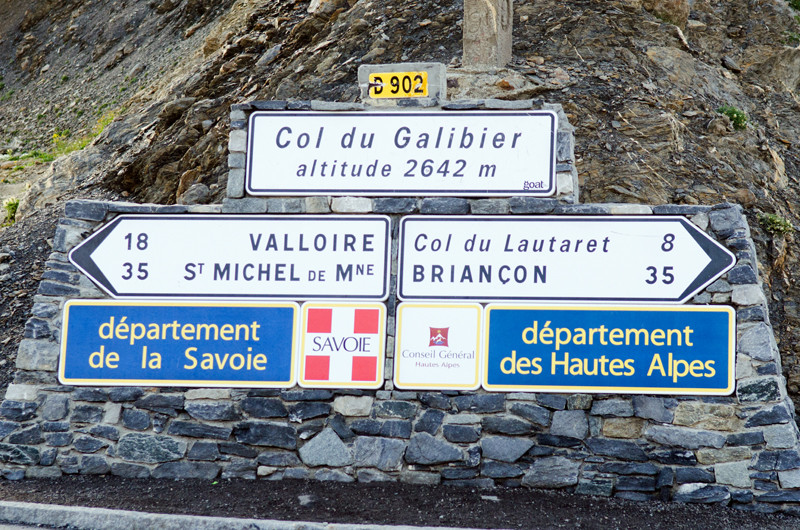 D 902
Col du Galibier
altitude 2642 m
goat
18 VALLOIRE
35 ST MICHEL DE MNE
Col du Lautaret 8
BRIANÇON 35
département
de la Savoie
SAVOIE
Conseil Général
Hautes Alpes
département
des Hautes Alpes